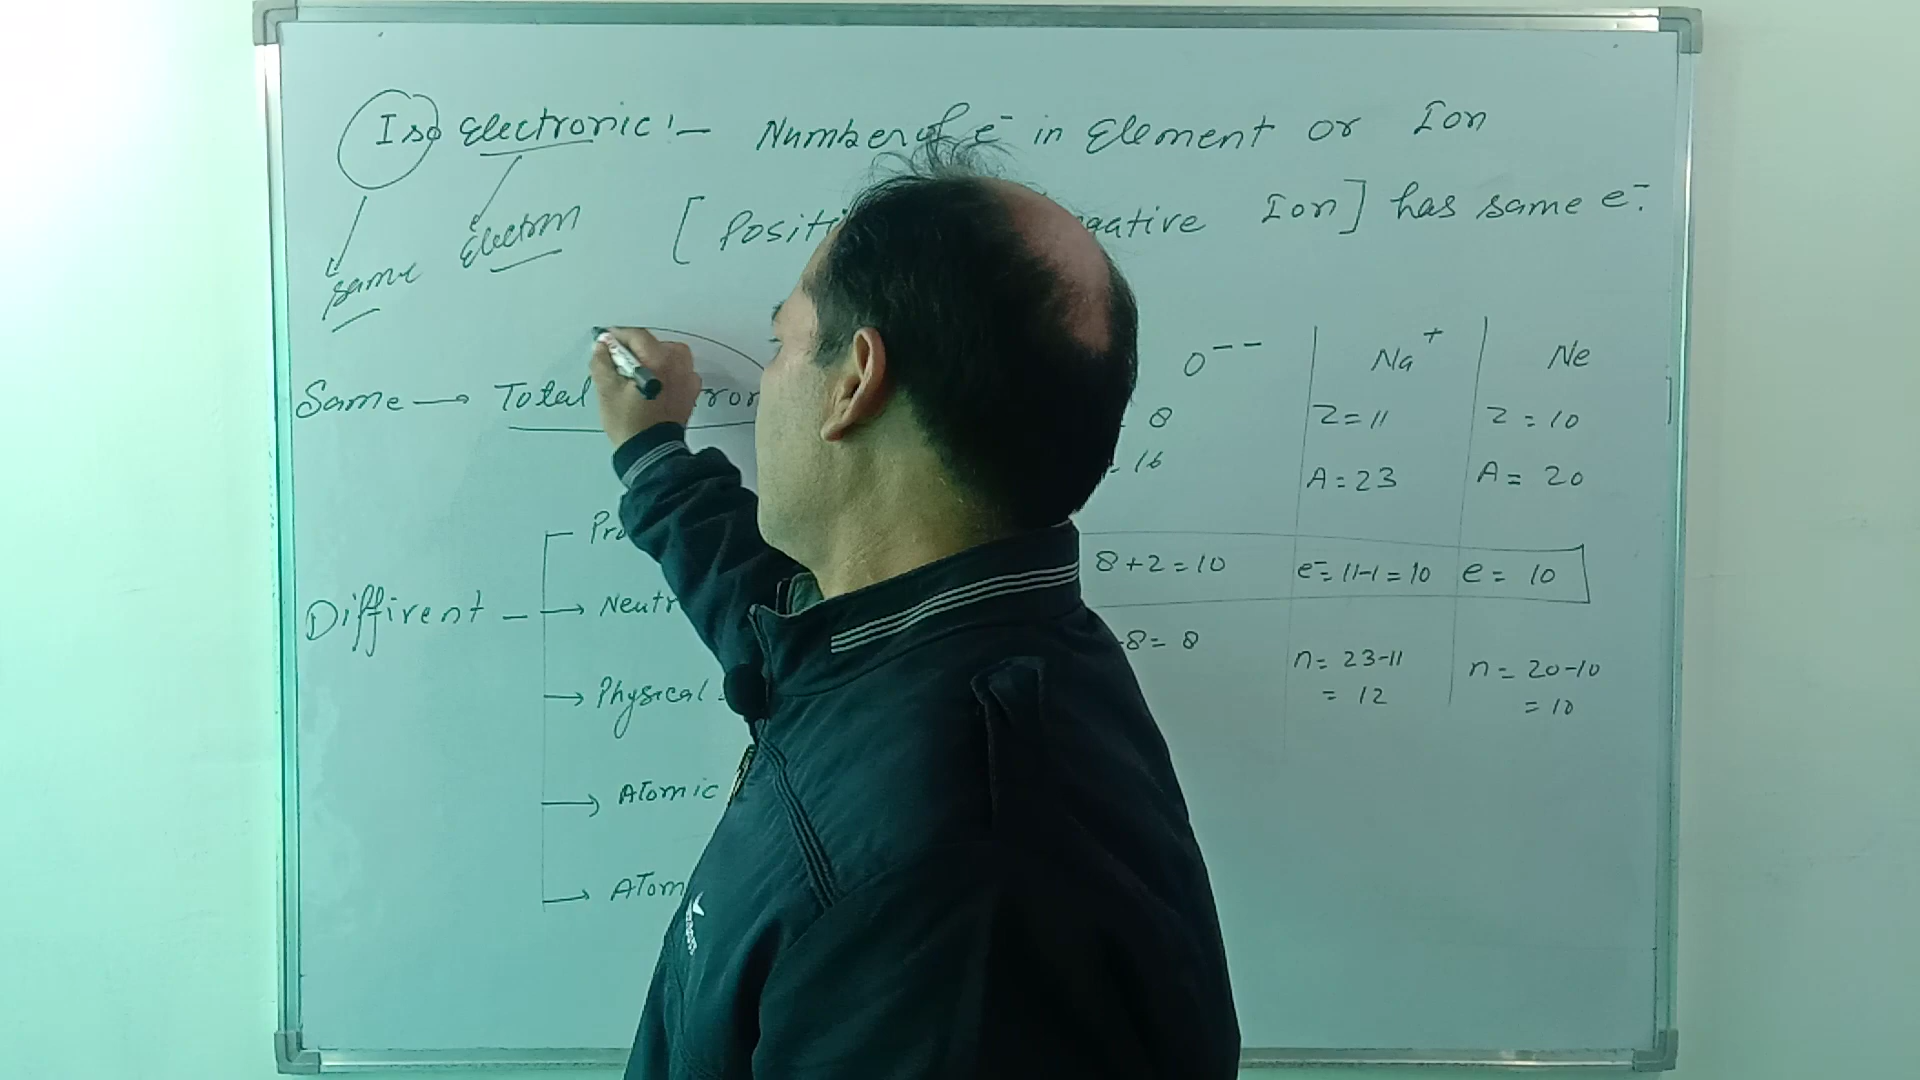 Iso Electronic :- Number of e⁻ in Element or Ion
same Electron [ Positi gative Ion ] has same e⁻.
O⁻⁻ Na⁺ Ne
Same → Total tron 8 Z=11 Z=10
16 A=23 A=20
Pro 8+2=10 e⁻=11-1=10 e=10
Diffirent - Neutr -8=8 n=23-11 n=20-10
Physical =12 =10
Atomic
Atom